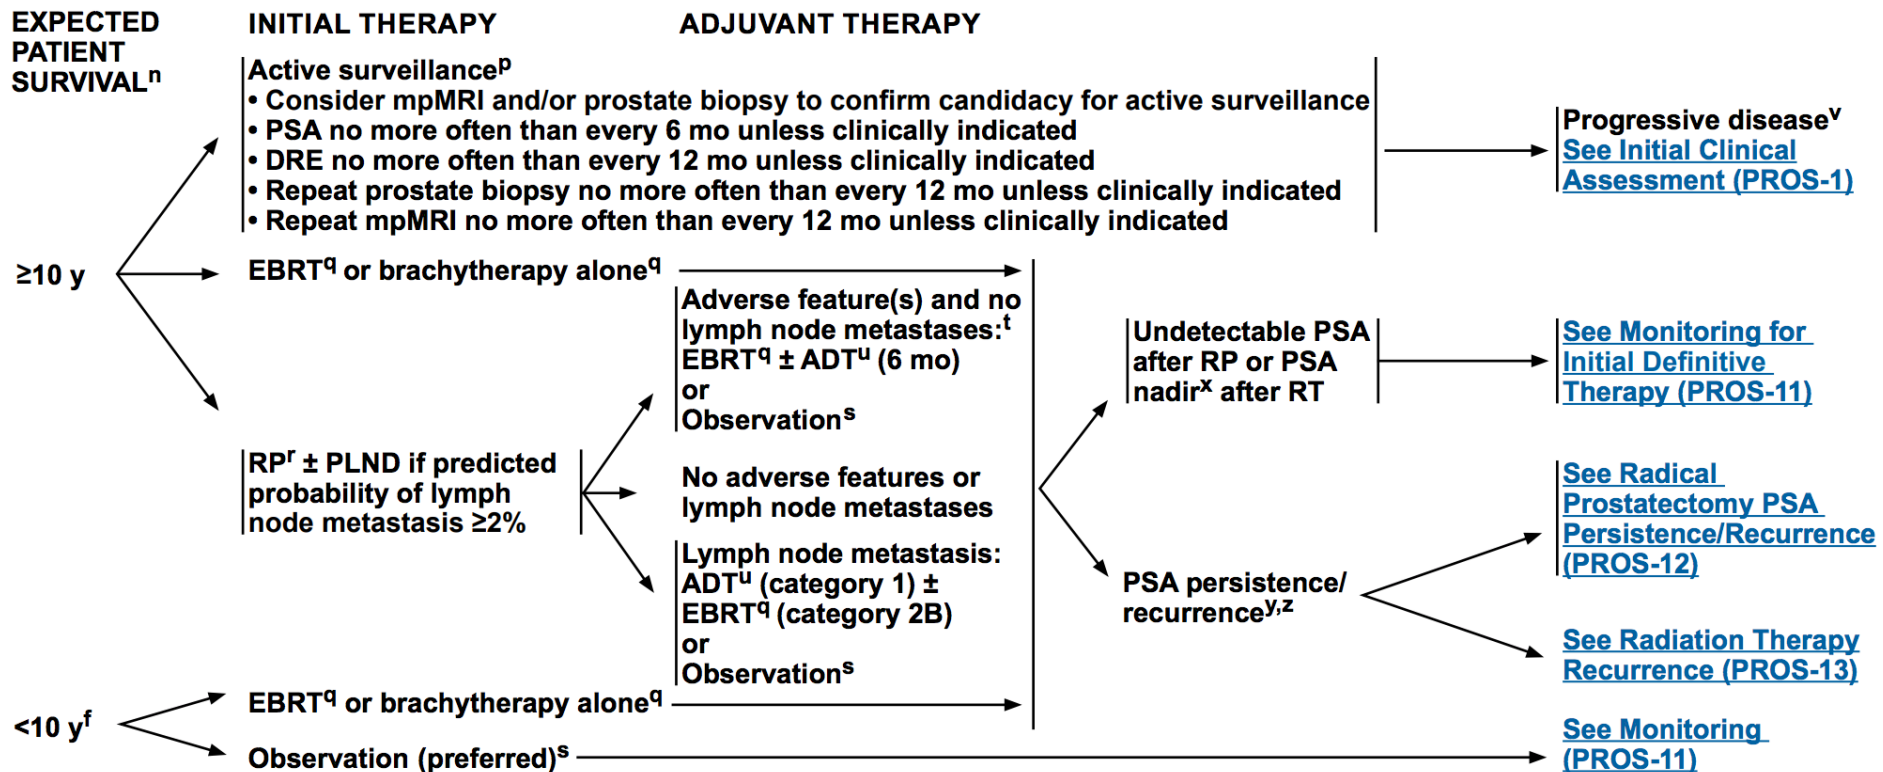 EXPECTED
PATIENT
SURVIVALⁿ
INITIAL THERAPY
ADJUVANT THERAPY
≥10 y
Active surveillanceᵖ
• Consider mpMRI and/or prostate biopsy to confirm candidacy for active surveillance
• PSA no more often than every 6 mo unless clinically indicated
• DRE no more often than every 12 mo unless clinically indicated
• Repeat prostate biopsy no more often than every 12 mo unless clinically indicated
• Repeat mpMRI no more often than every 12 mo unless clinically indicated
Progressive diseaseᵛ
See Initial Clinical
Assessment (PROS-1)
EBRT^q or brachytherapy alone^q
RPʳ ± PLND if predicted
probability of lymph
node metastasis ≥2%
Adverse feature(s) and no
lymph node metastases:ᵗ
EBRT^q ± ADTᵘ (6 mo)
or
Observationˢ
No adverse features or
lymph node metastases
Lymph node metastasis:
ADTᵘ (category 1) ±
EBRT^q (category 2B)
or
Observationˢ
Undetectable PSA
after RP or PSA
nadirˣ after RT
See Monitoring for
Initial Definitive
Therapy (PROS-11)
PSA persistence/
recurrenceʸ,ᶻ
See Radical
Prostatectomy PSA
Persistence/Recurrence
(PROS-12)
See Radiation Therapy
Recurrence (PROS-13)
<10 yᶠ
EBRT^q or brachytherapy alone^q
Observation (preferred)ˢ
See Monitoring
(PROS-11)